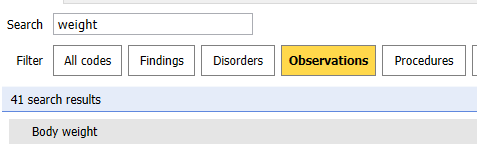 Search weight
Filter All codes Findings Disorders Observations Procedures
41 search results
Body weight